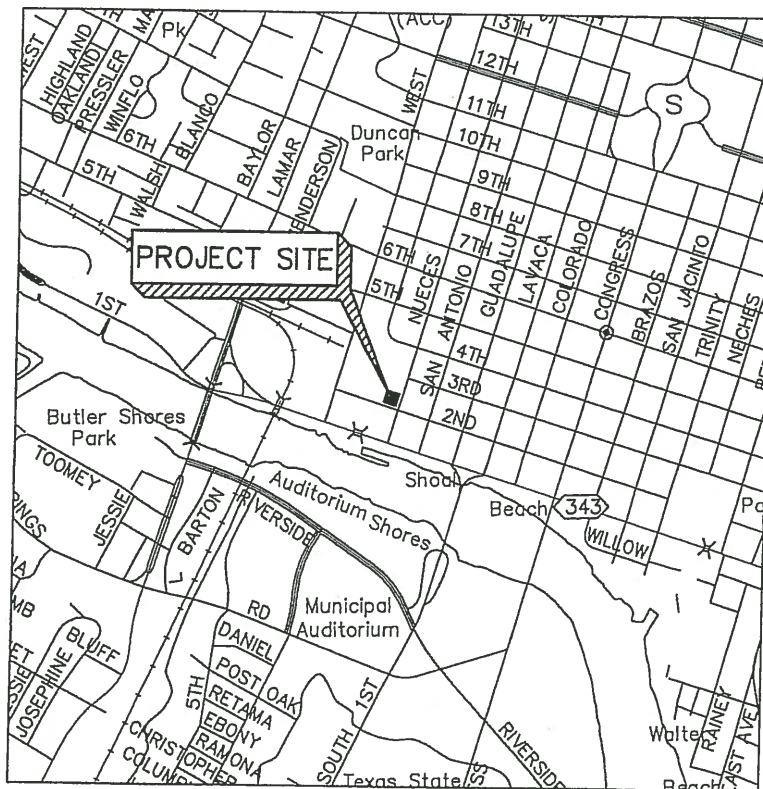 (ACC)
13TH
12TH
11TH
10TH
9TH
8TH
7TH
6TH
5TH
4TH
3RD
2ND
HIGHLAND
OAKLAND
PRESSLER
WINFLO
Pk
6TH
5TH
WALSH
BLANCO
BAYLOR
LAMAR
HENDERSON
Duncan
Park
WEST
S
PROJECT SITE
1ST
NUECES
SAN ANTONIO
GUADALUPE
LAVACA
COLORADO
CONGRESS
BRAZOS
SAN JACINTO
TRINITY
NECHES
Butler Shores
Park
TOOMEY
JESSIE
BARTON
RIVERSIDE
Auditorium Shores
Shoal
Beach
343
WILLOW
Municipal
Auditorium
RD
DANIEL
POST OAK
RETAMA
EBONY
RAMONA
CHRISTOPHER
5TH
BLUFF
JOSEPHINE
SOUTH 1ST
RIVERSIDE
Texas State
RAINEY
Beach